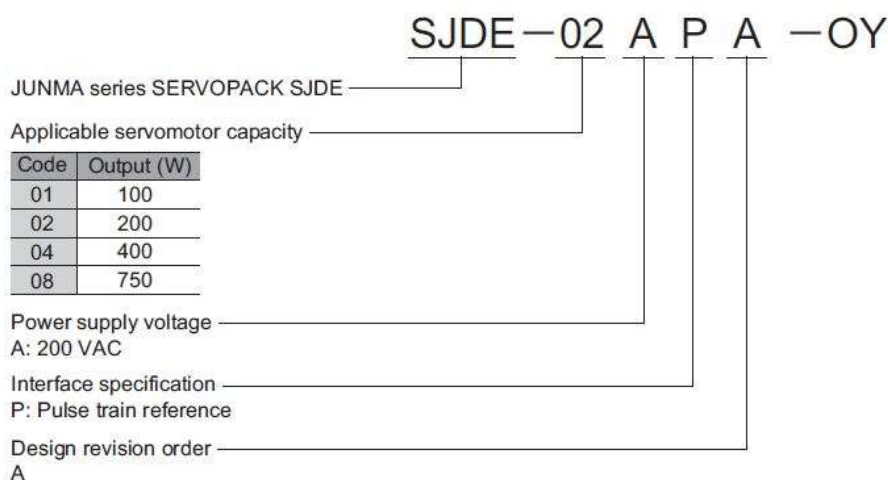 SJDE-02 A P A -OY
JUNMA series SERVOPACK SJDE
Applicable servomotor capacity
Code Output (W)
01 100
02 200
04 400
08 750
Power supply voltage
A: 200 VAC
Interface specification
P: Pulse train reference
Design revision order
A